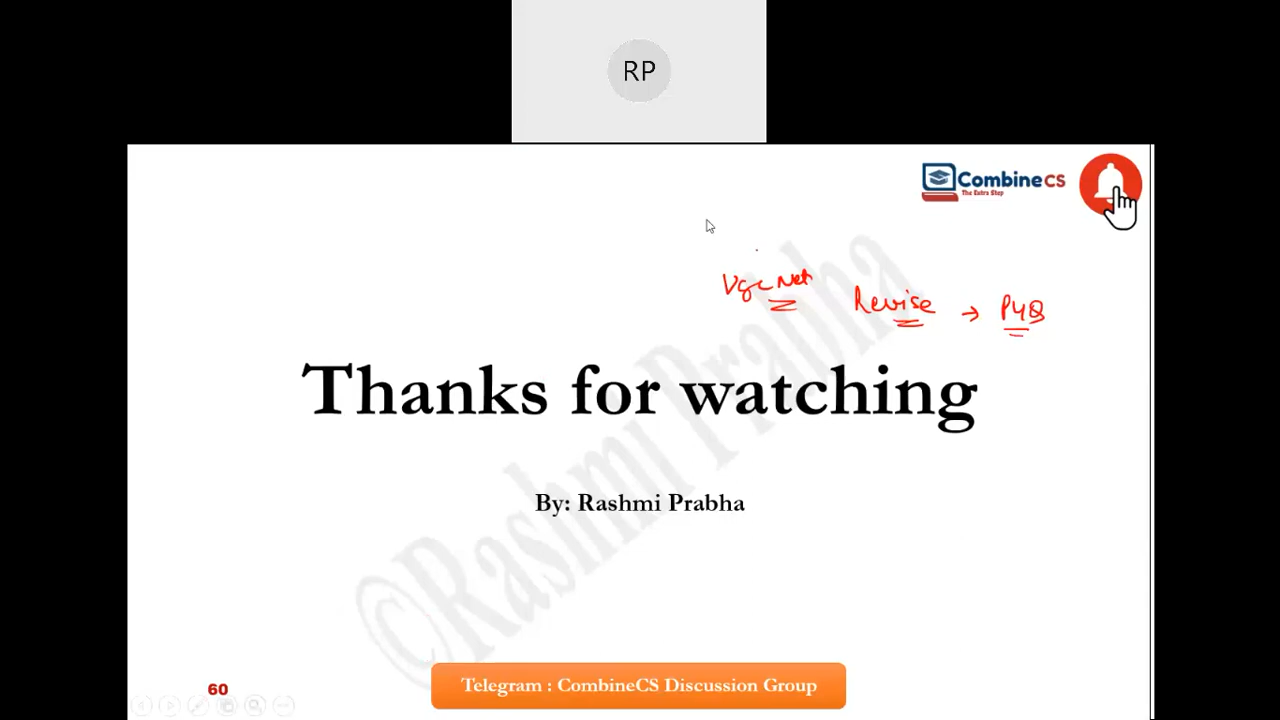 RP
CombineCS
The Extra Step
Ugc Net
Revise → PYQ
Thanks for watching
By: Rashmi Prabha
©Rashmi Prabha
60
Telegram : CombineCS Discussion Group